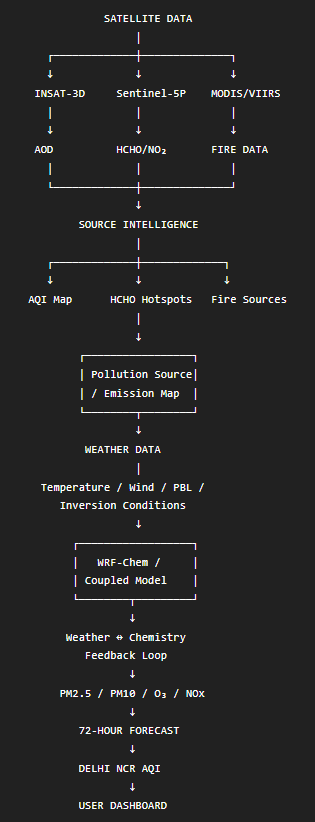 SATELLITE DATA
INSAT-3D Sentinel-5P MODIS/VIIRS
AOD HCHO/NO₂ FIRE DATA
SOURCE INTELLIGENCE
AQI Map HCHO Hotspots Fire Sources
Pollution Source
/ Emission Map
WEATHER DATA
Temperature / Wind / PBL /
Inversion Conditions
WRF-Chem /
Coupled Model
Weather ↔ Chemistry
Feedback Loop
PM2.5 / PM10 / O₃ / NOx
72-HOUR FORECAST
DELHI NCR AQI
USER DASHBOARD